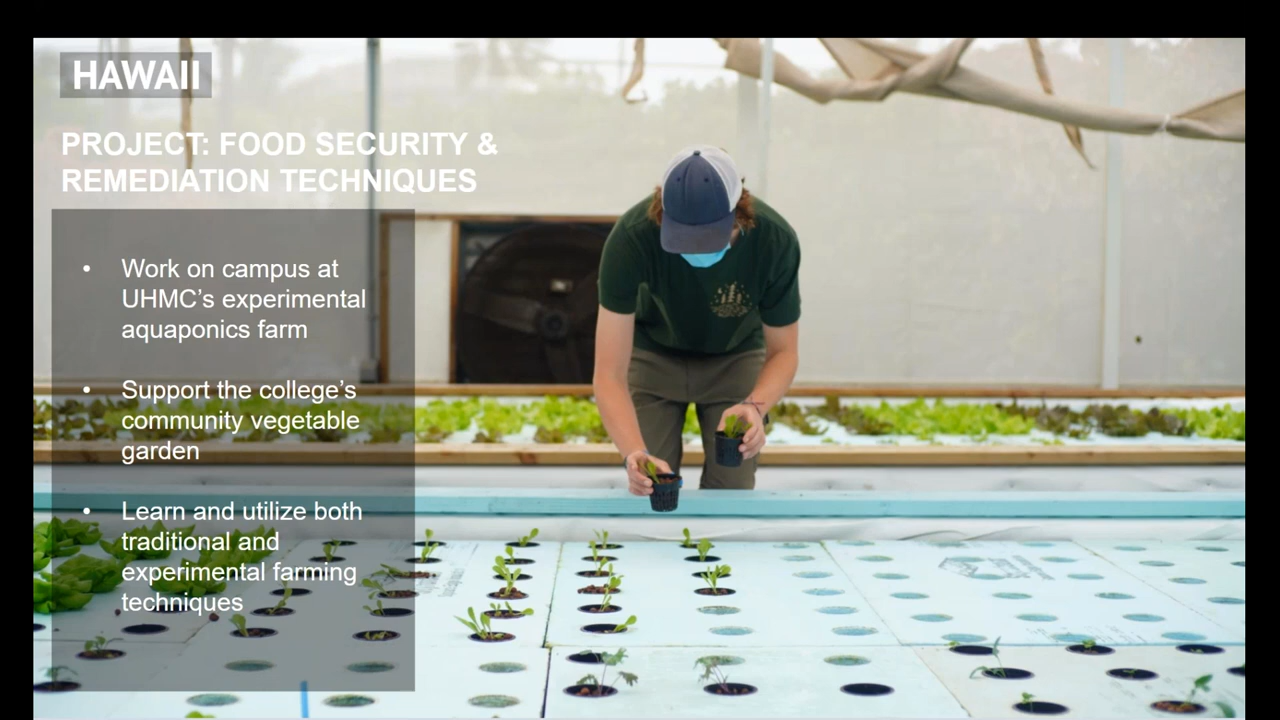 HAWAII
PROJECT: FOOD SECURITY &
REMEDIATION TECHNIQUES
• Work on campus at
UHMC’s experimental
aquaponics farm
• Support the college’s
community vegetable
garden
• Learn and utilize both
traditional and
experimental farming
techniques